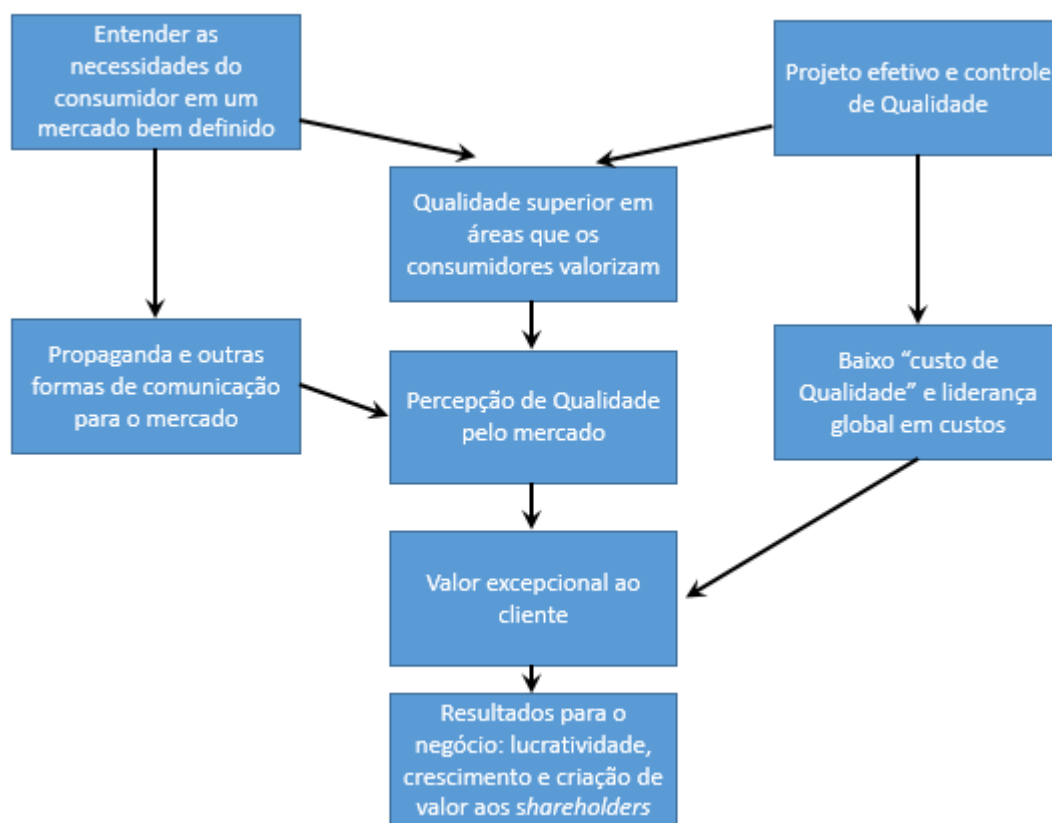 Entender as
necessidades do
consumidor em um
mercado bem definido
Projeto efetivo e controle
de Qualidade
Qualidade superior em
áreas que os
consumidores valorizam
Propaganda e outras
formas de comunicação
para o mercado
Percepção de Qualidade
pelo mercado
Baixo “custo de
Qualidade” e liderança
global em custos
Valor excepcional ao
cliente
Resultados para o
negócio: lucratividade,
crescimento e criação de
valor aos shareholders